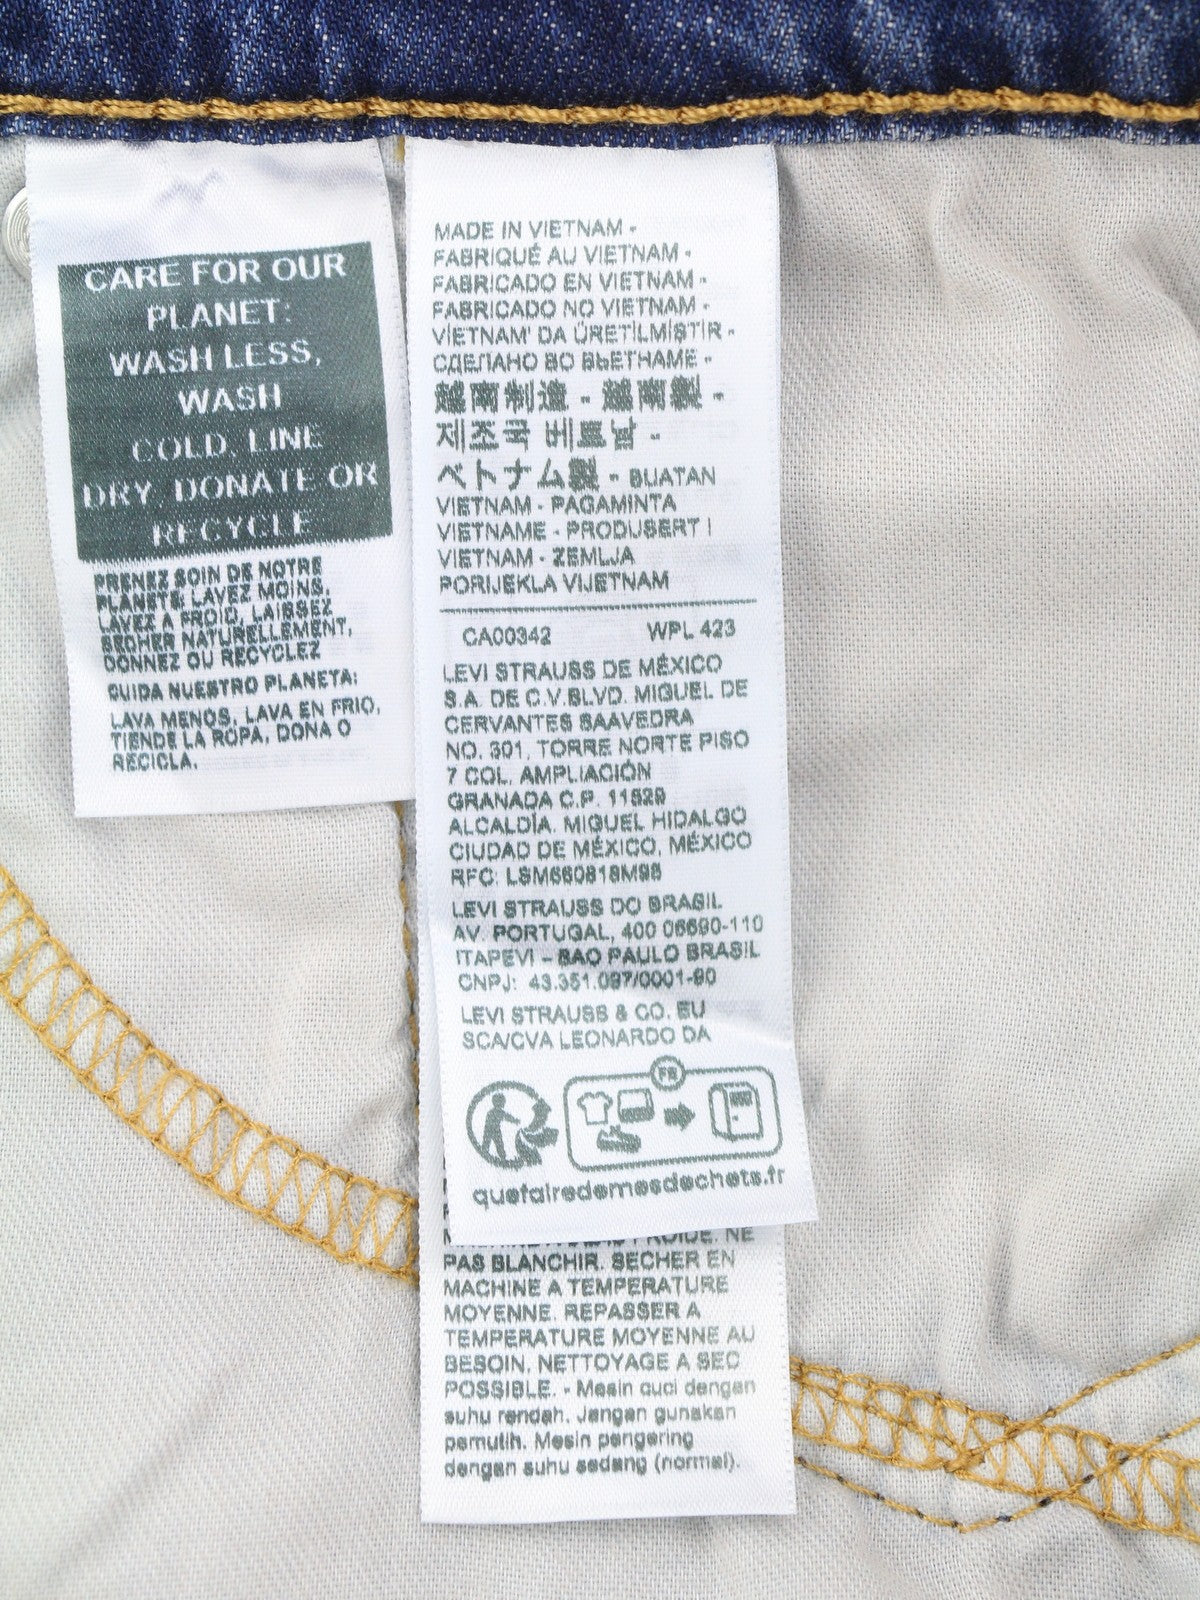 CARE FOR OUR
PLANET:
WASH LESS,
WASH
COLD, LINE
DRY, DONATE OR
RECYCLE
PRENEZ SOIN DE NOTRE
PLANÈTE: LAVEZ MOINS,
LAVEZ A FROID, LAISSEZ
SECHER NATURELLEMENT,
DONNEZ OU RECYCLEZ
CUIDA NUESTRO PLANETA:
LAVA MENOS, LAVA EN FRIO,
TIENDE LA ROPA, DONA O
RECICLA.
MADE IN VIETNAM -
FABRIQUÉ AU VIETNAM -
FABRICADO EN VIETNAM -
FABRICADO NO VIETNAM -
VİETNAM' DA ÜRETİLMİŞTİR -
СДЕЛАНО ВО ВЬЕТНАМЕ -
越南制造 - 越南製 -
제조국 베트남 -
ベトナム製 - BUATAN
VIETNAM - PAGAMINTA
VIETNAME - PRODUSERT I
VIETNAM - ZEMLJA
PORIJEKLA VIJETNAM
CA00342 WPL 423
LEVI STRAUSS DE MÉXICO
S.A. DE C.V.BLVD. MIGUEL DE
CERVANTES SAAVEDRA
NO. 301, TORRE NORTE PISO
7 COL. AMPLIACIÓN
GRANADA C.P. 11529
ALCALDÍA. MIGUEL HIDALGO
CIUDAD DE MÉXICO, MÉXICO
RFC: LSM660818M95
LEVI STRAUSS DO BRASIL
AV. PORTUGAL, 400 06690-110
ITAPEVI – SAO PAULO BRASIL
CNPJ: 43.351.097/0001-90
LEVI STRAUSS & CO. EU
SCA/CVA LEONARDO DA
FR
quefairedemesdechets.fr
FROIDE. NE
PAS BLANCHIR. SECHER EN
MACHINE A TEMPERATURE
MOYENNE. REPASSER A
TEMPERATURE MOYENNE AU
BESOIN. NETTOYAGE A SEC
POSSIBLE. - Mesin cuci dengan
suhu rendah. Jangan gunakan
pemutih. Mesin pengering
dengan suhu sedang (normal).